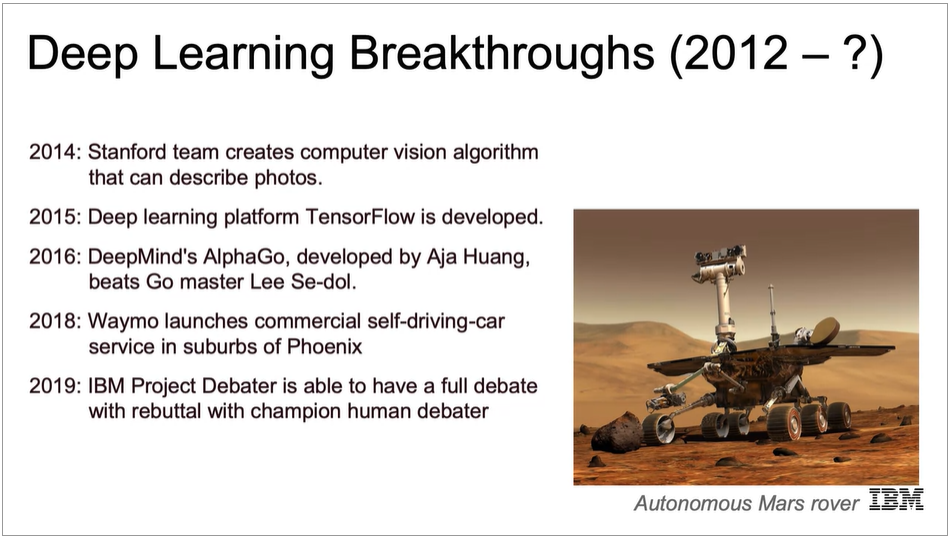 Deep Learning Breakthroughs (2012 – ?)
2014: Stanford team creates computer vision algorithm
that can describe photos.
2015: Deep learning platform TensorFlow is developed.
2016: DeepMind's AlphaGo, developed by Aja Huang,
beats Go master Lee Se-dol.
2018: Waymo launches commercial self-driving-car
service in suburbs of Phoenix
2019: IBM Project Debater is able to have a full debate
with rebuttal with champion human debater
Autonomous Mars rover IBM